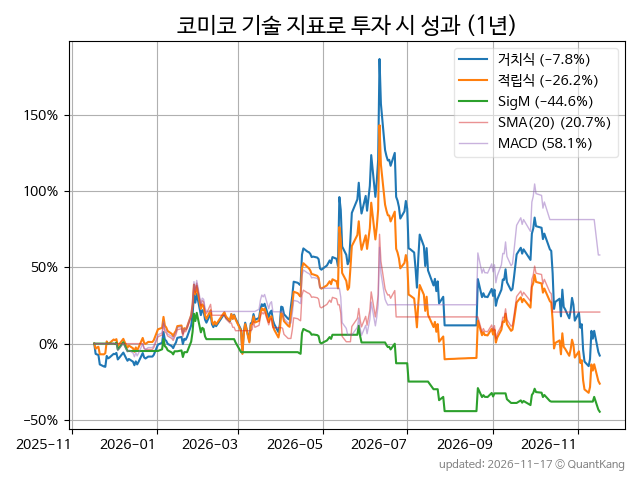 코미코 기술 지표로 투자 시 성과 (1년)
거치식 (−7.8%)
적립식 (−26.2%)
SigM (−44.6%)
SMA(20) (20.7%)
MACD (58.1%)
150%
100%
50%
0%
−50%
2025-11 2026-01 2026-03 2026-05 2026-07 2026-09 2026-11
updated: 2026-11-17 © QuantKang